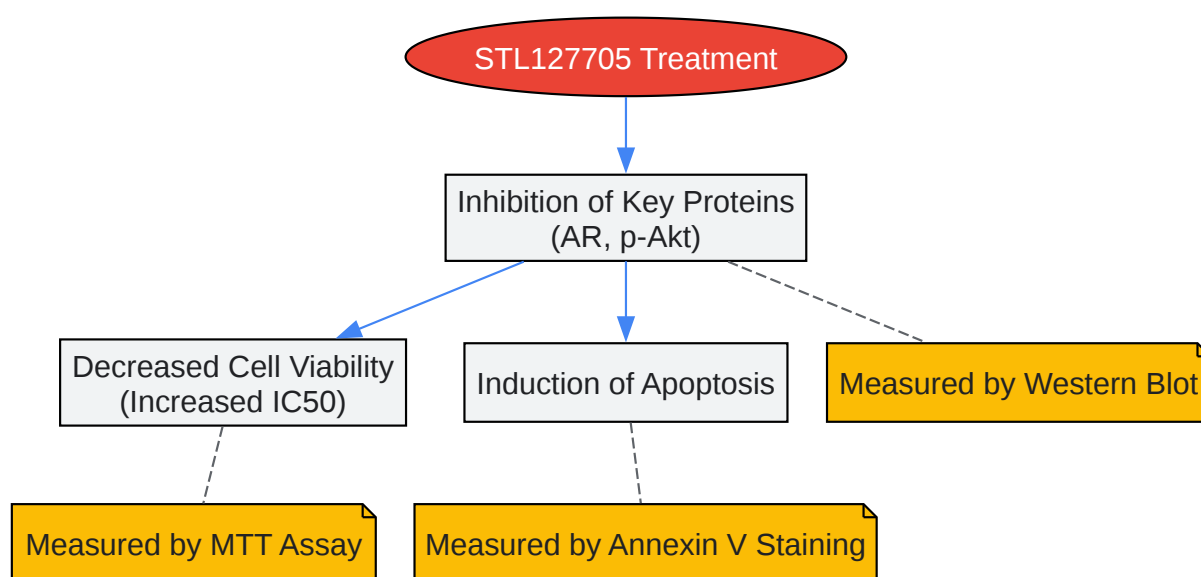 STL127705 Treatment
Inhibition of Key Proteins
(AR, p-Akt)
Decreased Cell Viability
(Increased IC50)
Induction of Apoptosis
Measured by Western Blot
Measured by MTT Assay
Measured by Annexin V Staining